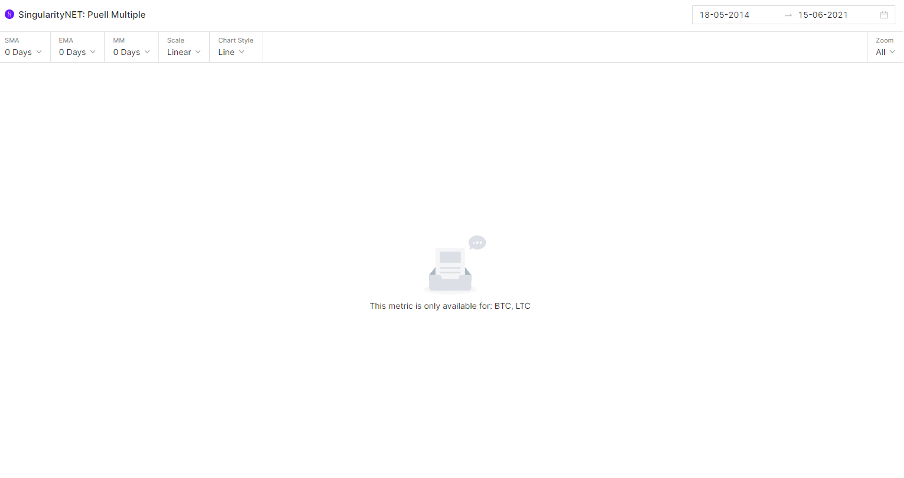 SingularityNET: Puell Multiple
18-05-2014 → 15-06-2021
SMA EMA MM Scale Chart Style Zoom
0 Days 0 Days 0 Days Linear Line All
This metric is only available for: BTC, LTC